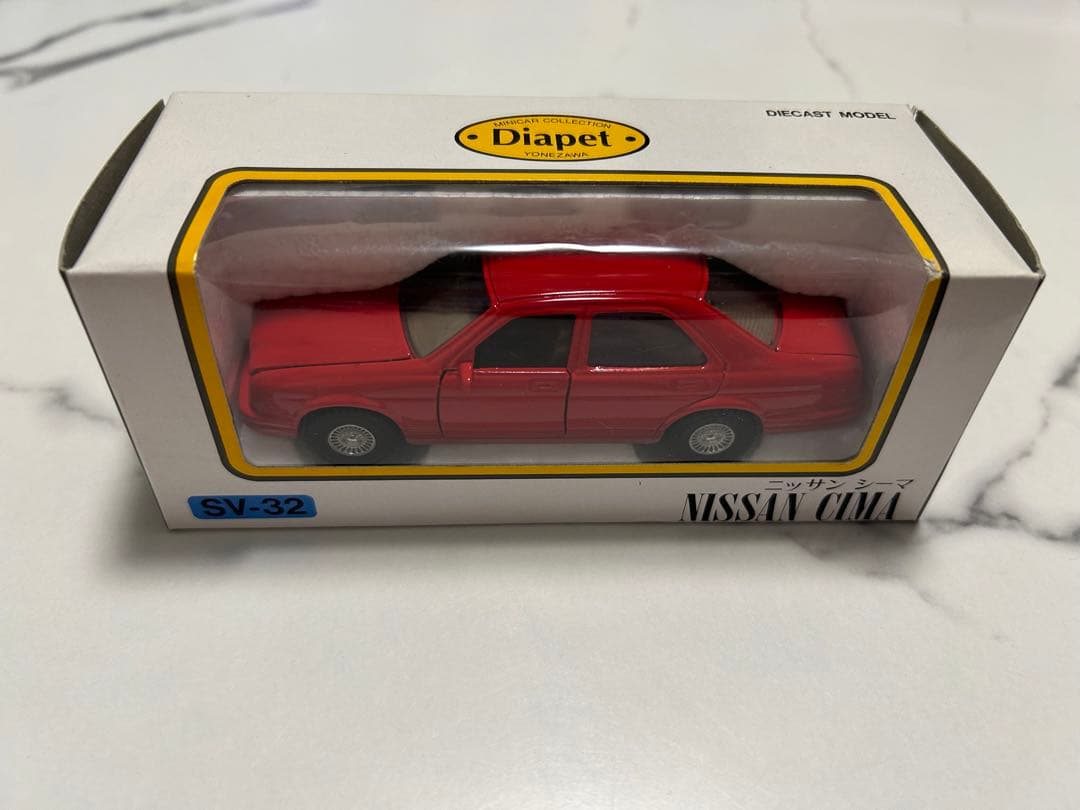 MINICAR COLLECTION
Diapet
YONEZAWA
DIECAST MODEL
SV-32
ニッサン シーマ
NISSAN CIMA